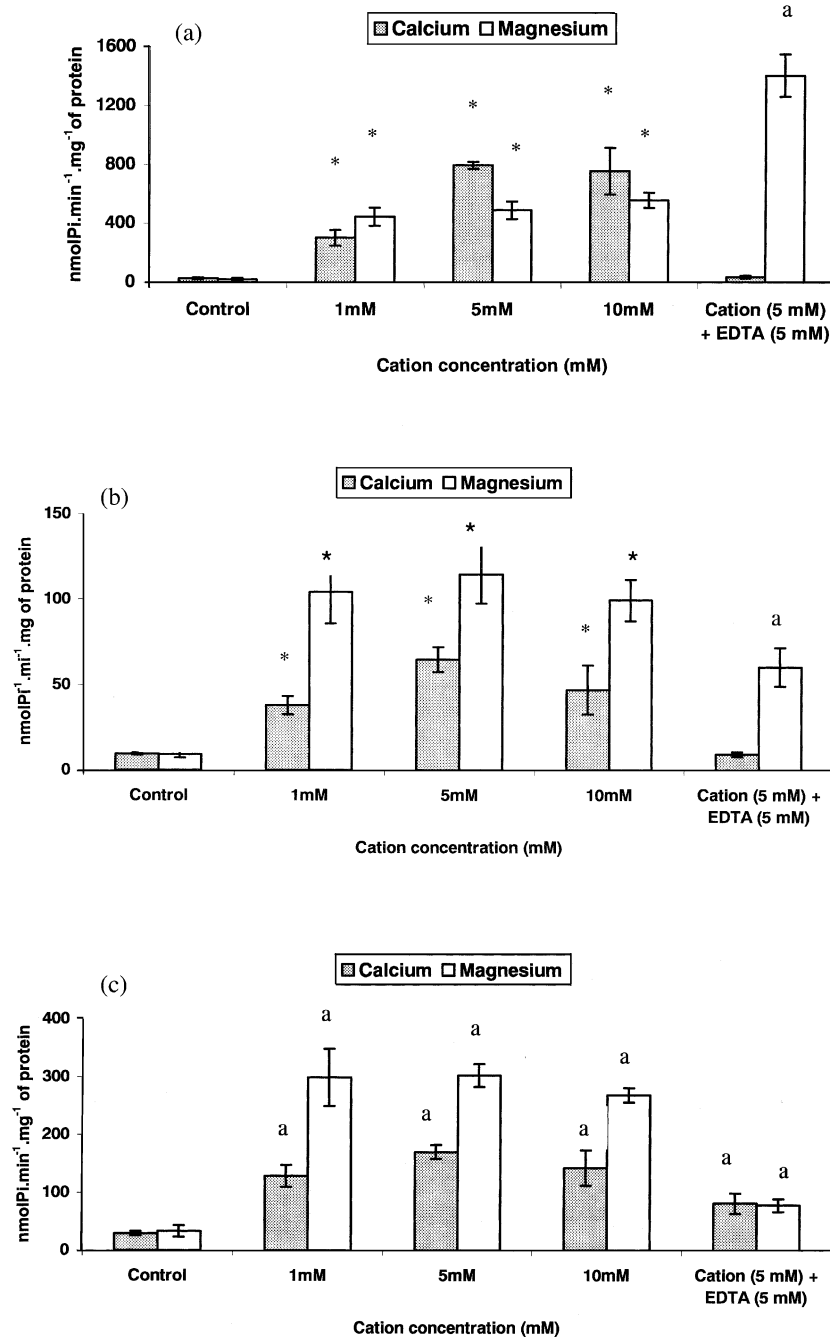 (a)
Calcium Magnesium
a
1600
1200
800
400
0
nmolPi.min⁻¹.mg⁻¹of protein
* * * * * *
Control 1mM 5mM 10mM Cation (5 mM)
+ EDTA (5 mM)
Cation concentration (mM)
(b)
Calcium Magnesium
150
100
50
0
nmolPi⁻¹.mi⁻¹.mg of protein
* * * * * * a
Control 1mM 5mM 10mM Cation (5 mM) +
EDTA (5 mM)
Cation concentration (mM)
(c)
Calcium Magnesium
400
300
200
100
0
nmolPi.min⁻¹.mg⁻¹ of protein
a a a a a a a a
Control 1mM 5mM 10mM Cation (5 mM) +
EDTA (5 mM)
Cation concentration (mM)